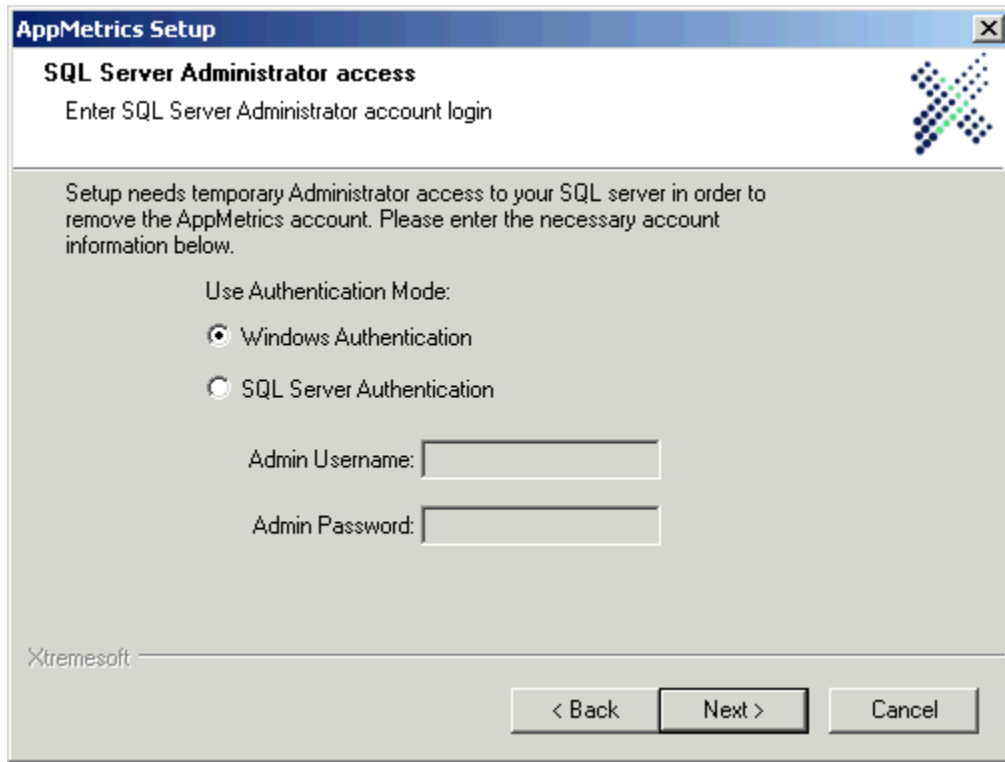 AppMetrics Setup
SQL Server Administrator access
Enter SQL Server Administrator account login
Setup needs temporary Administrator access to your SQL server in order to
remove the AppMetrics account. Please enter the necessary account
information below.
Use Authentication Mode:
Windows Authentication
SQL Server Authentication
Admin Username:
Admin Password:
Xtremesoft
< Back
Next >
Cancel